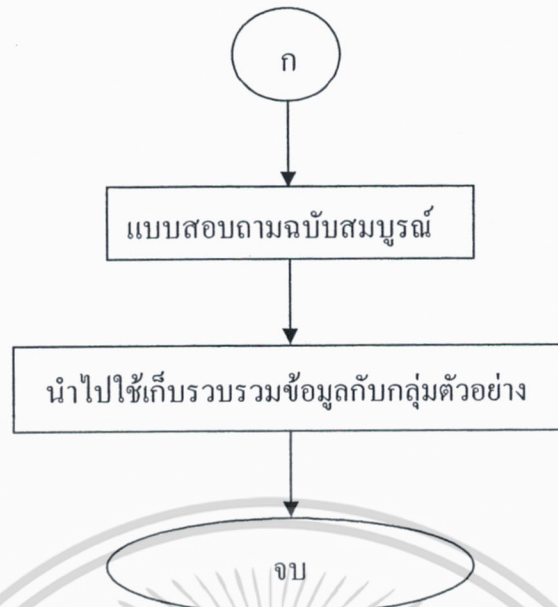 ก
แบบสอบถามฉบับสมบูรณ์
นำไปใช้เก็บรวบรวมข้อมูลกับกลุ่มตัวอย่าง
จบ